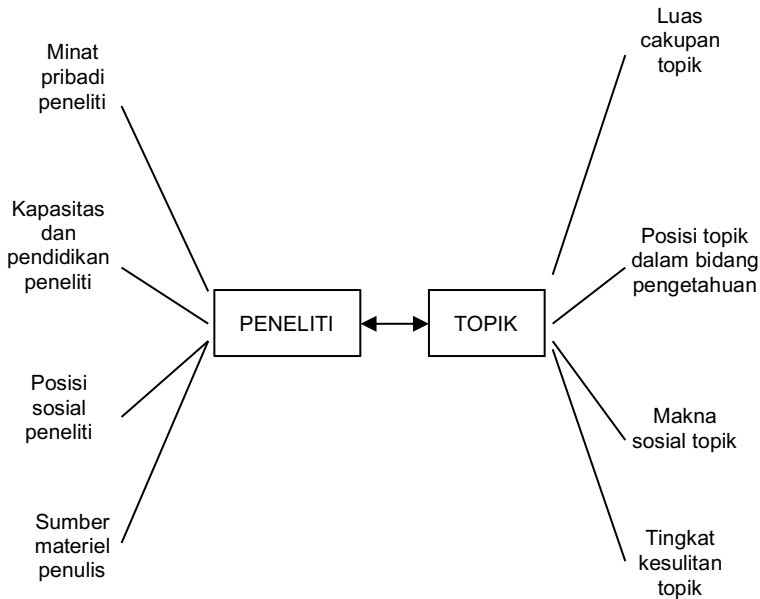 Minat
pribadi
peneliti
Kapasitas
dan
pendidikan
peneliti
Posisi
sosial
peneliti
Sumber
materiel
penulis
PENELITI
TOPIK
Luas
cakupan
topik
Posisi topik
dalam bidang
pengetahuan
Makna
sosial topik
Tingkat
kesulitan
topik